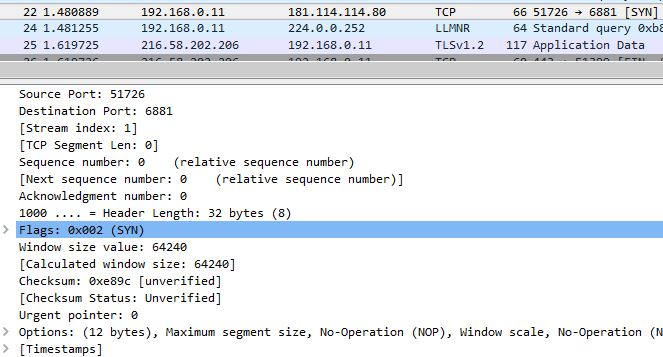 22 1.480889 192.168.0.11 181.114.114.80 TCP 66 51726 → 6881 [SYN]
24 1.481255 192.168.0.11 224.0.0.252 LLMNR 64 Standard query 0xb8
25 1.619725 216.58.202.206 192.168.0.11 TLSv1.2 117 Application Data
Source Port: 51726
Destination Port: 6881
[Stream index: 1]
[TCP Segment Len: 0]
Sequence number: 0 (relative sequence number)
[Next sequence number: 0 (relative sequence number)]
Acknowledgment number: 0
1000 .... = Header Length: 32 bytes (8)
Flags: 0x002 (SYN)
Window size value: 64240
[Calculated window size: 64240]
Checksum: 0xe89c [unverified]
[Checksum Status: Unverified]
Urgent pointer: 0
Options: (12 bytes), Maximum segment size, No-Operation (NOP), Window scale, No-Operation (N
[Timestamps]